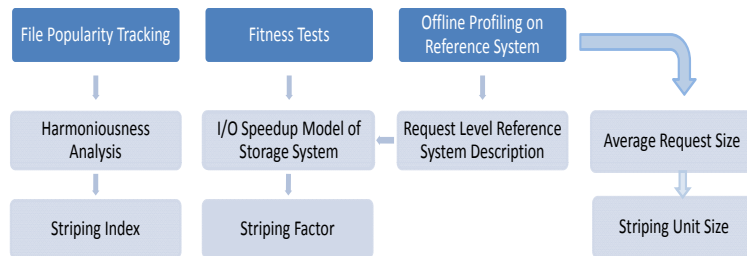 File Popularity Tracking
Fitness Tests
Offline Profiling on
Reference System
Harmoniousness
Analysis
I/O Speedup Model of
Storage System
Request Level Reference
System Description
Average Request Size
Striping Index
Striping Factor
Striping Unit Size